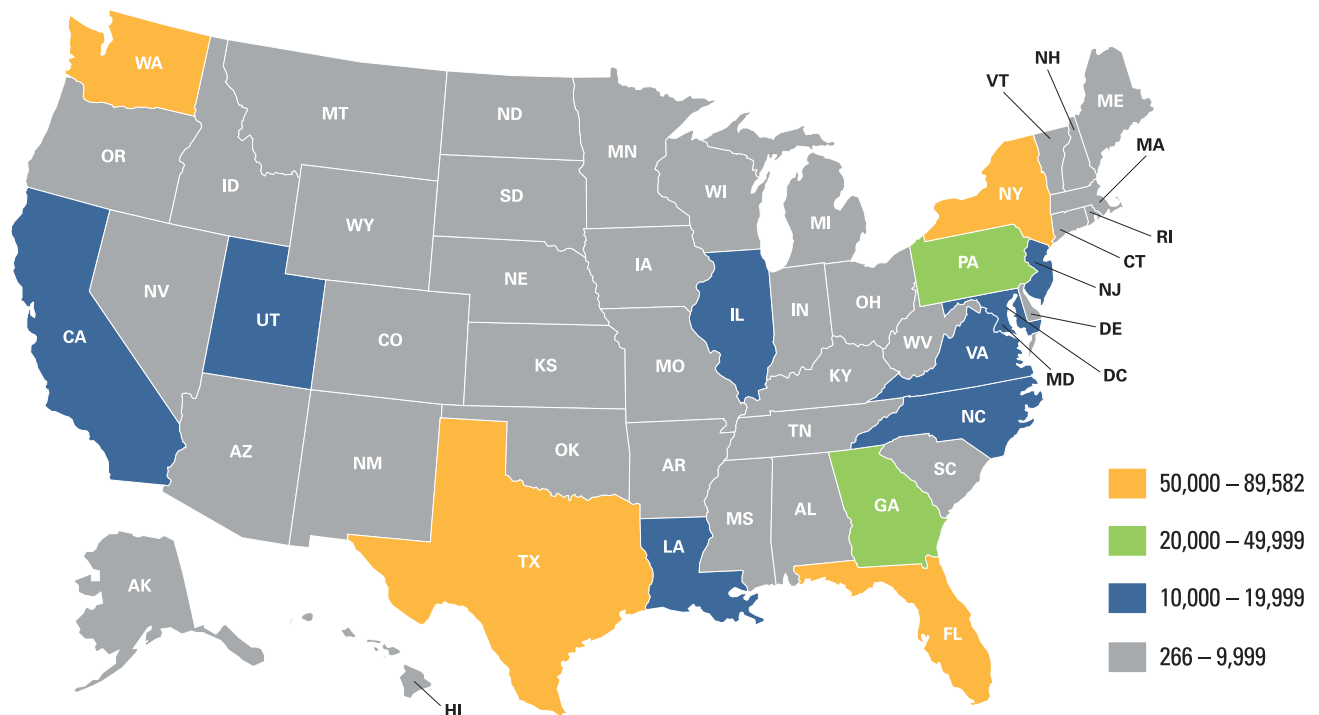 WA
MT
ND
MN
OR
ID
SD
WI
MI
WY
IA
NE
NV
UT
CO
CA
KS
MO
IL
IN
OH
WV
KY
VA
NC
TN
SC
AZ
NM
OK
AR
MS
AL
GA
LA
TX
FL
AK
HI
NY
PA
VT
NH
ME
MA
RI
CT
NJ
DE
DC
MD
50,000 – 89,582
20,000 – 49,999
10,000 – 19,999
266 – 9,999